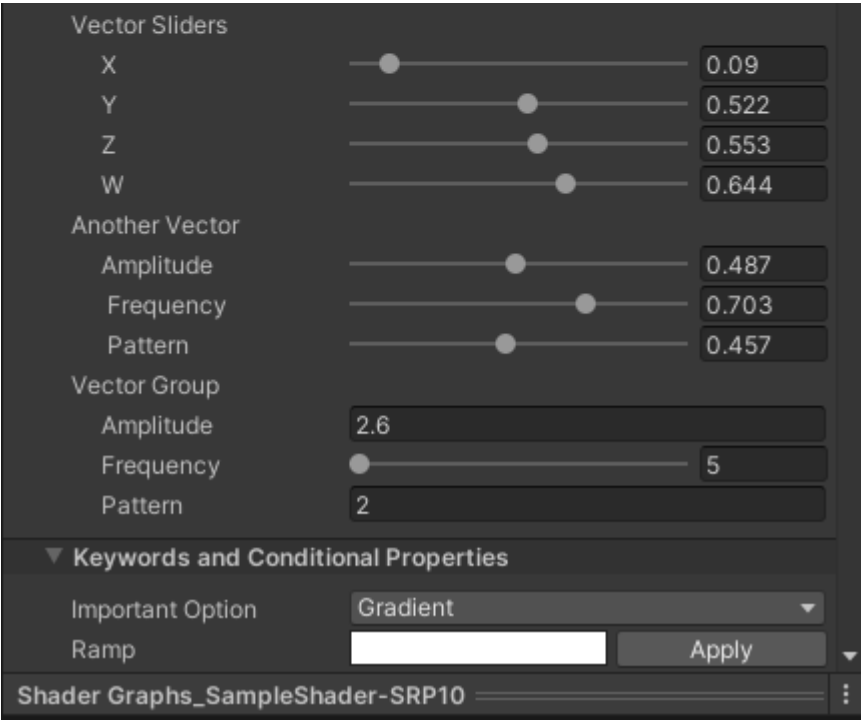 Vector Sliders
X 0.09
Y 0.522
Z 0.553
W 0.644
Another Vector
Amplitude 0.487
Frequency 0.703
Pattern 0.457
Vector Group
Amplitude 2.6
Frequency 5
Pattern 2
Keywords and Conditional Properties
Important Option Gradient
Ramp Apply
Shader Graphs_SampleShader-SRP10